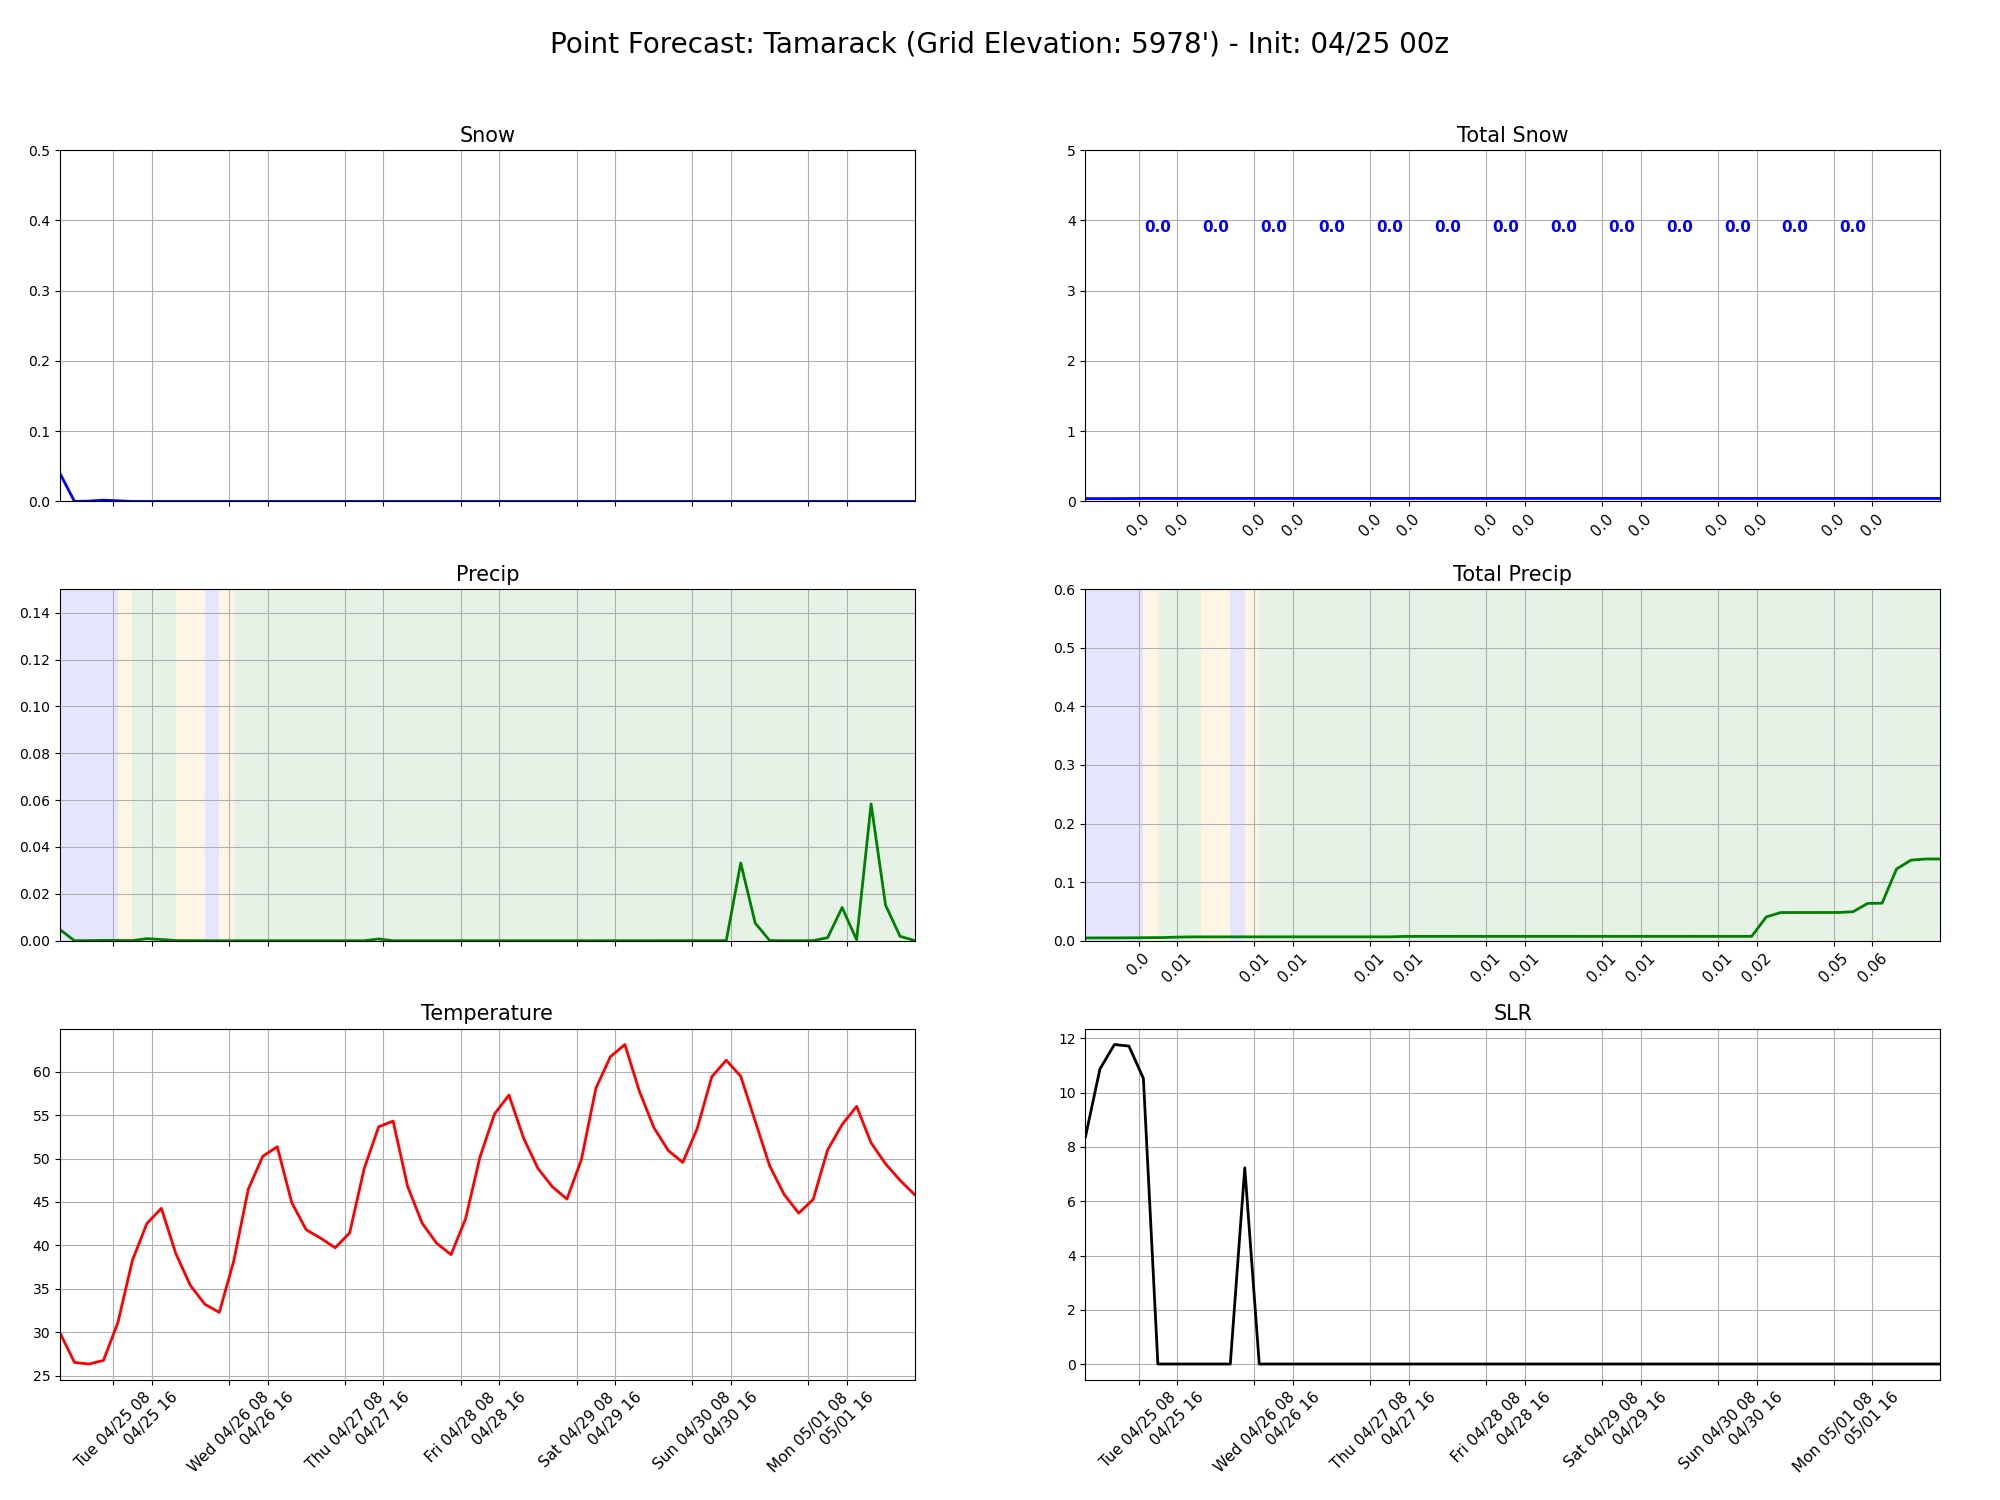 Point Forecast: Tamarack (Grid Elevation: 5978') - Init: 04/25 00z
Snow
0.5
0.4
0.3
0.2
0.1
0.0
Total Snow
5
4
3
2
1
0
0.0 0.0 0.0 0.0 0.0 0.0 0.0 0.0 0.0 0.0 0.0 0.0 0.0
0.0 0.0 0.0 0.0 0.0 0.0 0.0 0.0 0.0 0.0 0.0 0.0 0.0 0.0
Precip
0.14
0.12
0.10
0.08
0.06
0.04
0.02
0.00
Total Precip
0.6
0.5
0.4
0.3
0.2
0.1
0.0
0.0 0.01 0.01 0.01 0.01 0.01 0.01 0.01 0.01 0.01 0.01 0.02 0.05 0.06
Temperature
60
55
50
45
40
35
30
25
Tue 04/25 08
04/25 16
Wed 04/26 08
04/26 16
Thu 04/27 08
04/27 16
Fri 04/28 08
04/28 16
Sat 04/29 08
04/29 16
Sun 04/30 08
04/30 16
Mon 05/01 08
05/01 16
SLR
12
10
8
6
4
2
0
Tue 04/25 08
04/25 16
Wed 04/26 08
04/26 16
Thu 04/27 08
04/27 16
Fri 04/28 08
04/28 16
Sat 04/29 08
04/29 16
Sun 04/30 08
04/30 16
Mon 05/01 08
05/01 16